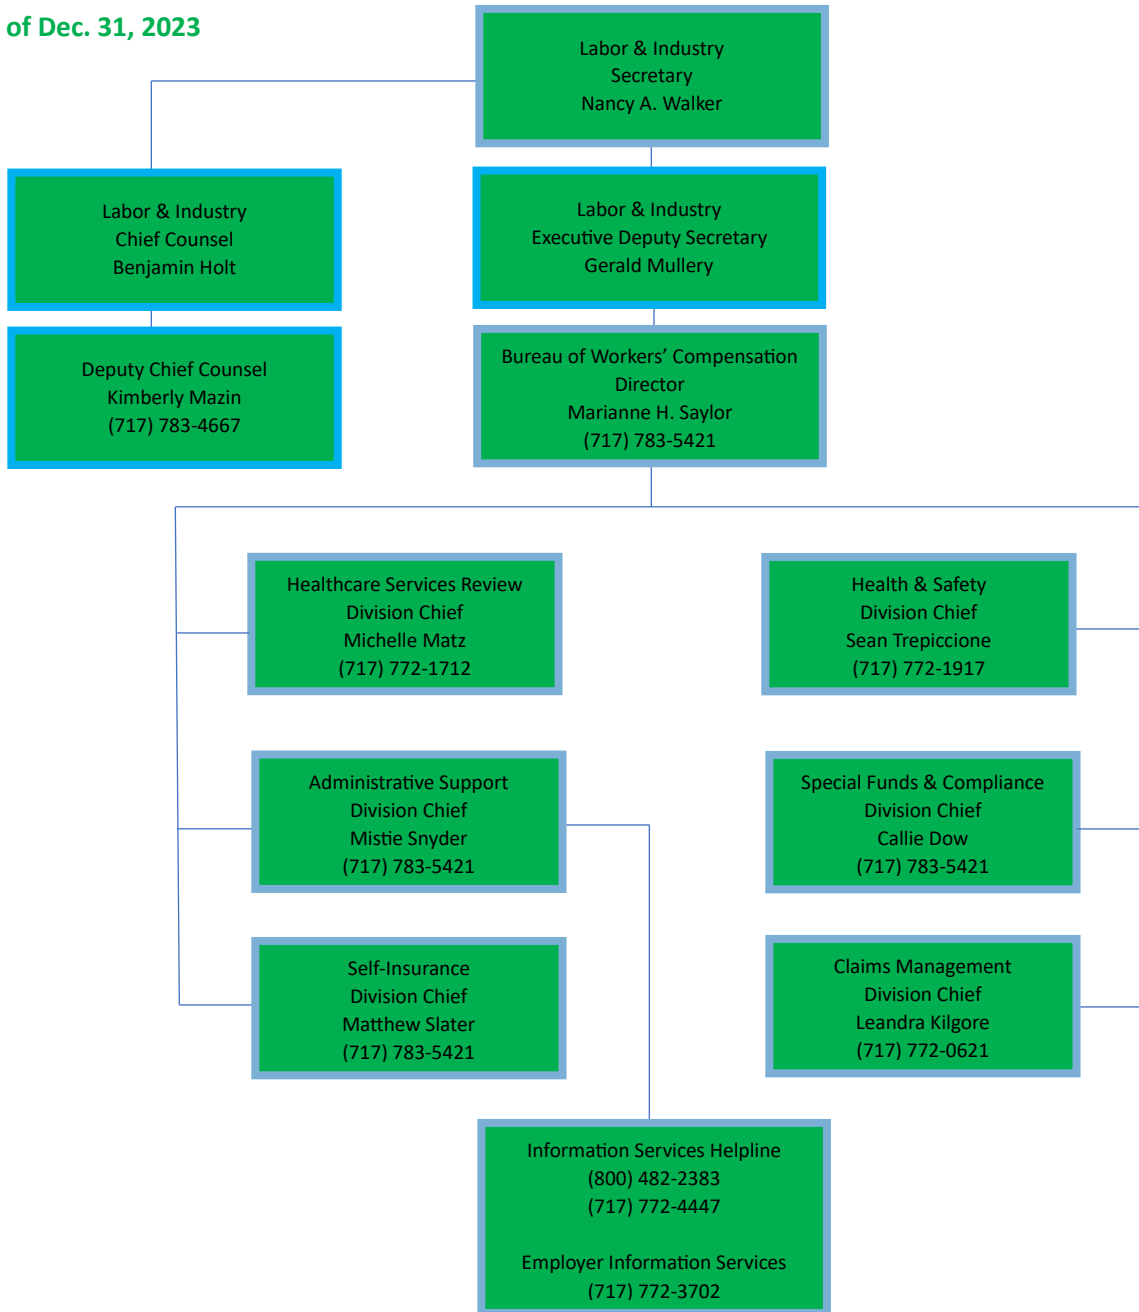 of Dec. 31, 2023
Labor & Industry
Secretary
Nancy A. Walker
Labor & Industry
Chief Counsel
Benjamin Holt
Labor & Industry
Executive Deputy Secretary
Gerald Mullery
Deputy Chief Counsel
Kimberly Mazin
(717) 783-4667
Bureau of Workers’ Compensation
Director
Marianne H. Saylor
(717) 783-5421
Healthcare Services Review
Division Chief
Michelle Matz
(717) 772-1712
Health & Safety
Division Chief
Sean Trepiccione
(717) 772-1917
Administrative Support
Division Chief
Mistie Snyder
(717) 783-5421
Special Funds & Compliance
Division Chief
Callie Dow
(717) 783-5421
Self-Insurance
Division Chief
Matthew Slater
(717) 783-5421
Claims Management
Division Chief
Leandra Kilgore
(717) 772-0621
Information Services Helpline
(800) 482-2383
(717) 772-4447
Employer Information Services
(717) 772-3702